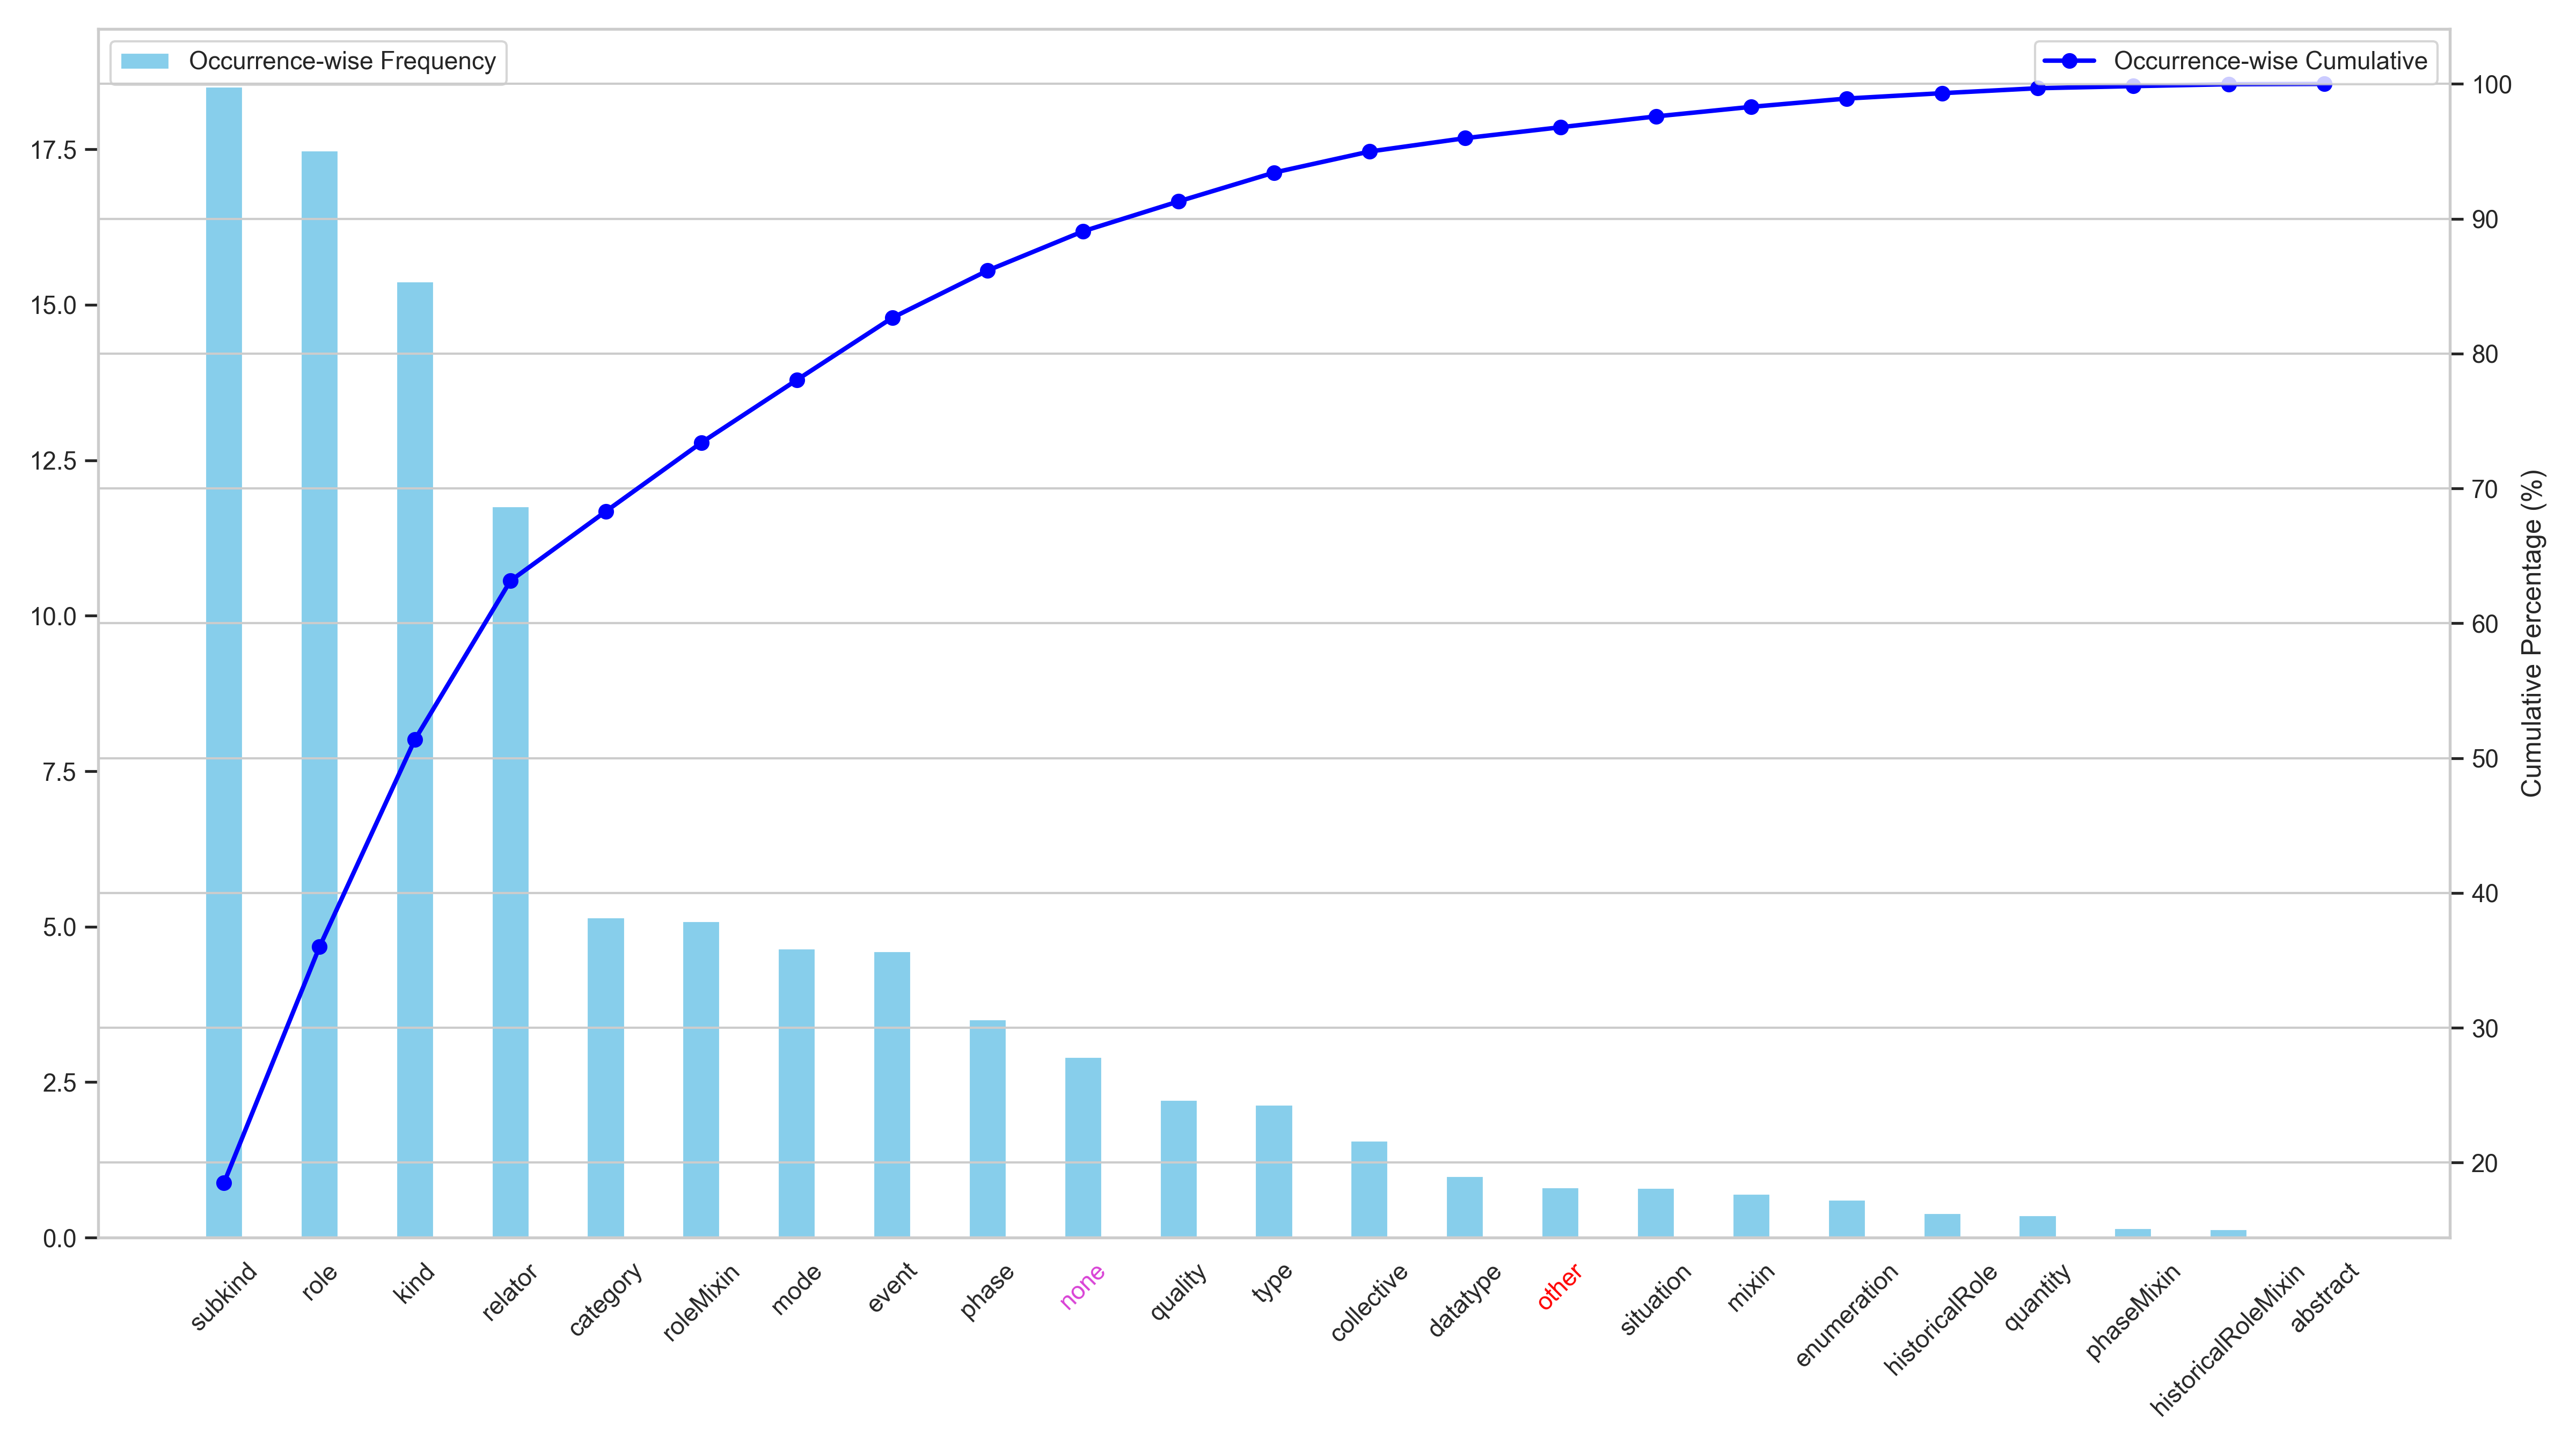 Occurrence-wise Frequency
Occurrence-wise Cumulative
17.5
15.0
12.5
10.0
7.5
5.0
2.5
0.0
100
90
80
70
60
50
40
30
20
Cumulative Percentage (%)
subkind
role
kind
relator
category
roleMixin
mode
event
phase
none
quality
type
collective
datatype
other
situation
mixin
enumeration
historicalRole
quantity
phaseMixin
historicalRoleMixin
abstract